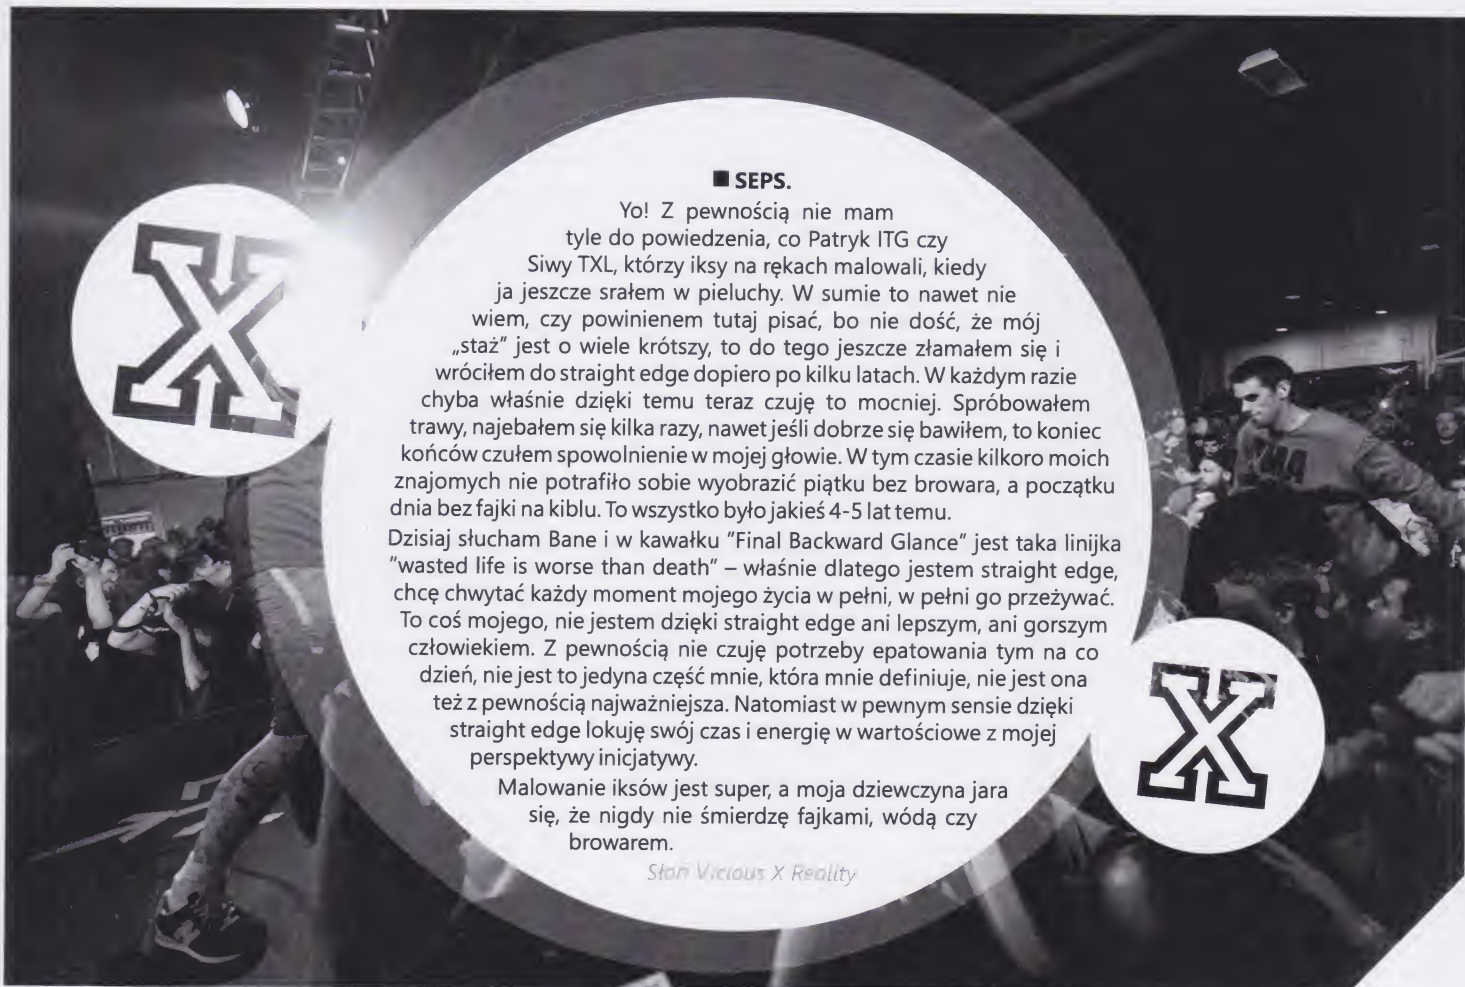 ■ SEPS.
Yo! Z pewnością nie mam
tyle do powiedzenia, co Patryk ITG czy
Siwy TXL, którzy iksy na rękach malowali, kiedy
ja jeszcze srałem w pieluchy. W sumie to nawet nie
wiem, czy powinienem tutaj pisać, bo nie dość, że mój
„staż" jest o wiele krótszy, to do tego jeszcze złamałem się i
wróciłem do straight edge dopiero po kilku latach. W każdym razie
chyba właśnie dzięki temu teraz czuję to mocniej. Spróbowałem
trawy, najebałem się kilka razy, nawet jeśli dobrze się bawiłem, to koniec
końców czułem spowolnienie w mojej głowie. W tym czasie kilkoro moich
znajomych nie potrafiło sobie wyobrazić piątku bez browara, a początku
dnia bez fajki na kiblu. To wszystko było jakieś 4-5 lat temu.
Dzisiaj słucham Bane i w kawałku "Final Backward Glance" jest taka linijka
"wasted life is worse than death" – właśnie dlatego jestem straight edge,
chcę chwytać każdy moment mojego życia w pełni, w pełni go przeżywać.
To coś mojego, nie jestem dzięki straight edge ani lepszym, ani gorszym
człowiekiem. Z pewnością nie czuję potrzeby epatowania tym na co
dzień, nie jest to jedyna część mnie, która mnie definiuje, nie jest ona
też z pewnością najważniejsza. Natomiast w pewnym sensie dzięki
straight edge lokuję swój czas i energię w wartościowe z mojej
perspektywy inicjatywy.
Malowanie iksów jest super, a moja dziewczyna jara
się, że nigdy nie śmierdzę fajkami, wódą czy
browarem.
Słoń Vicious X Reality
X
X